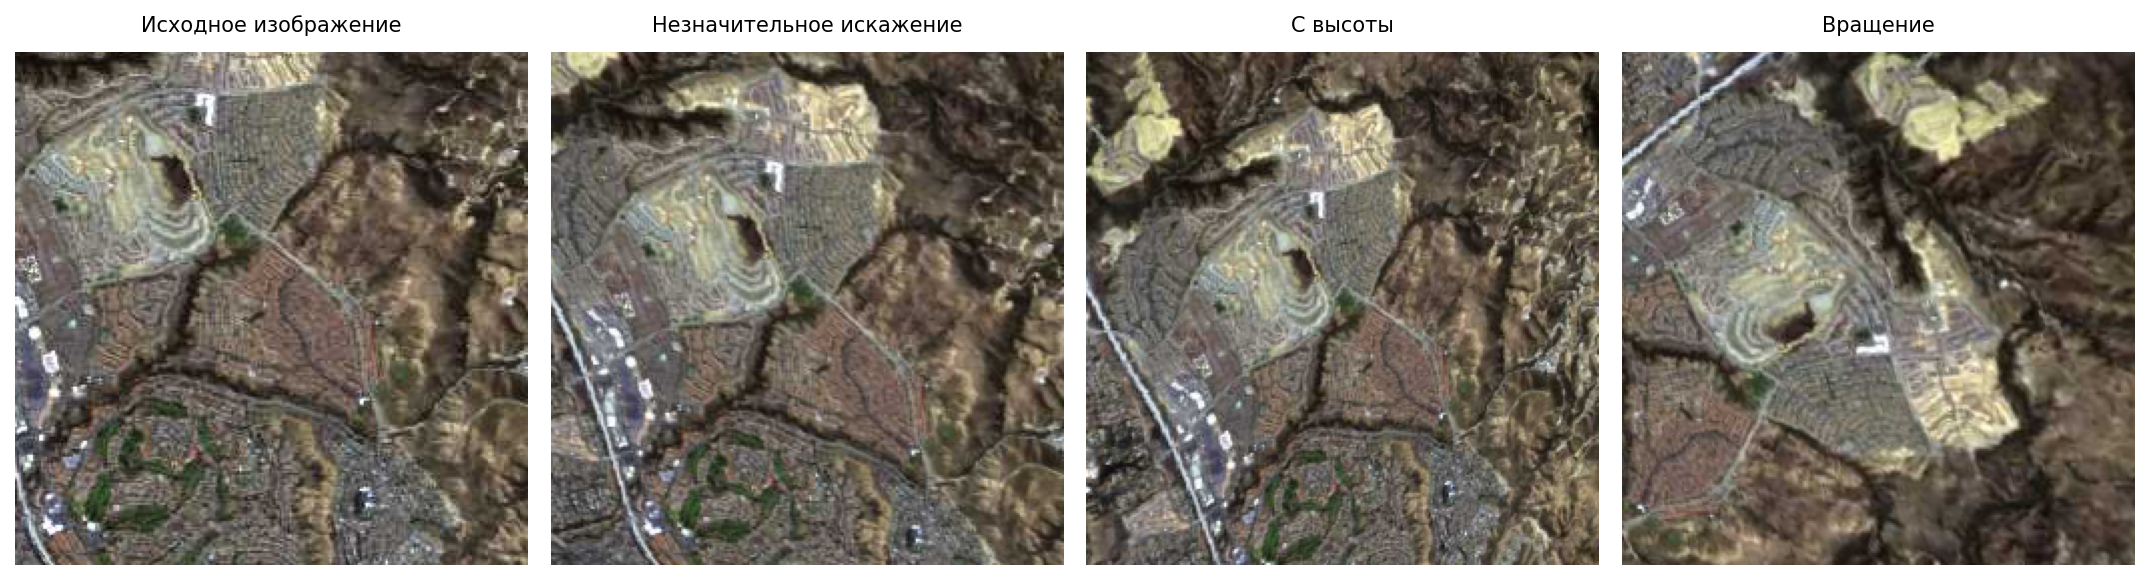 Исходное изображение
Незначительное искажение
С высоты
Вращение